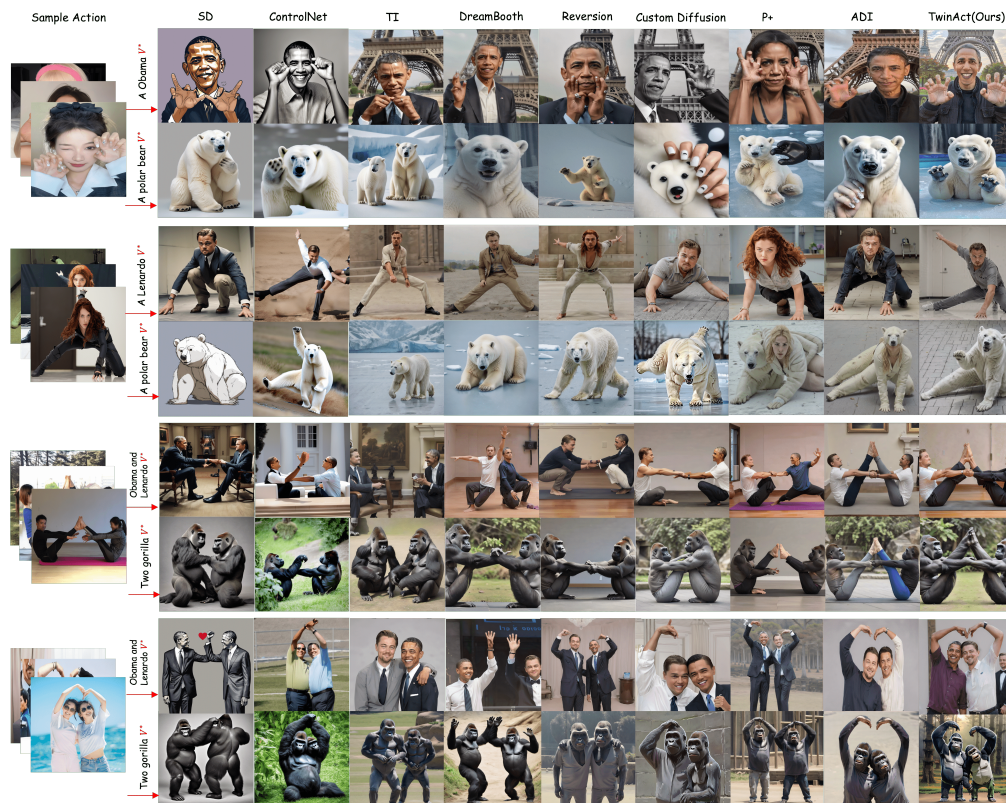 Sample Action
SD
ControlNet
TI
DreamBooth
Reversion
Custom Diffusion
P+
ADI
TwinAct(Ours)
A Obama V*
A polar bear V*
A Lenardo V*
A polar bear V*
Obama and
Lenardo V*
Two gorilla V*
Obama and
Lenardo V*
Two gorilla V*